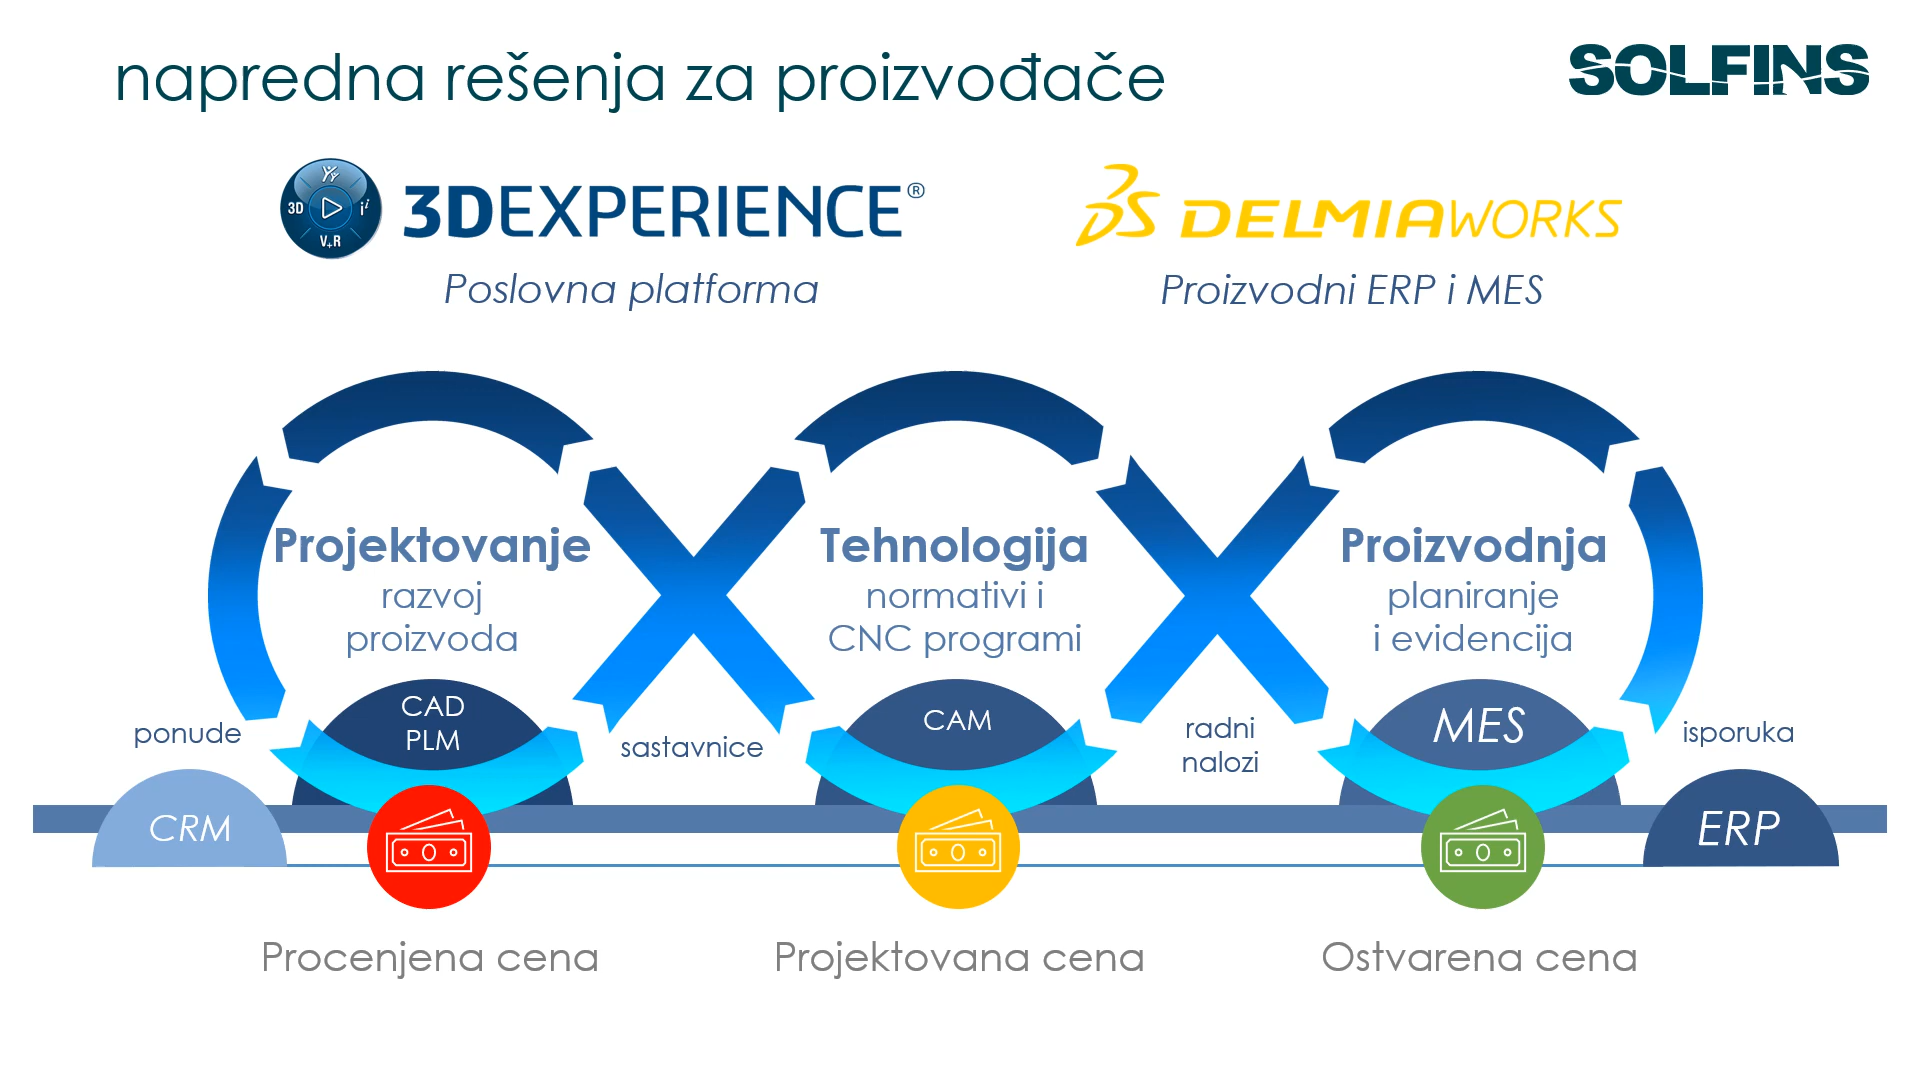 napredna rešenja za proizvođače
SOLFINS
3D
i i
V+R
3DEXPERIENCE®
DELMIAWORKS
Poslovna platforma
Proizvodni ERP i MES
Projektovanje
razvoj
proizvoda
Tehnologija
normativi i
CNC programi
Proizvodnja
planiranje
i evidencija
CAD
PLM
CAM
MES
ponude
sastavnice
radni
nalozi
isporuka
CRM
ERP
Procenjena cena
Projektovana cena
Ostvarena cena